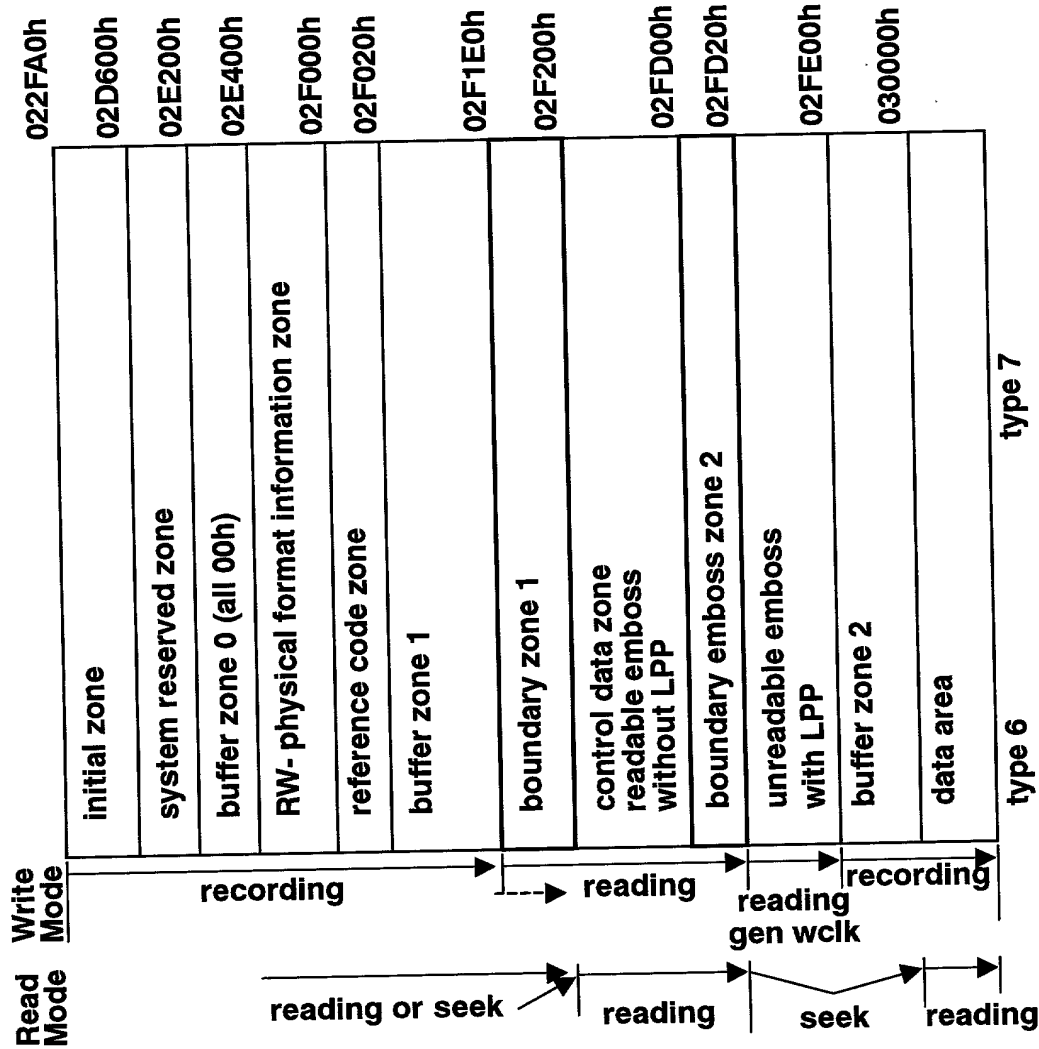 022FA0h
02D600h
02E200h
02E400h
02F000h
02F020h
02F1E0h
02F200h
02FD00h
02FD20h
02FE00h
030000h
initial zone
system reserved zone
buffer zone 0 (all 00h)
RW- physical format information zone
reference code zone
buffer zone 1
boundary zone 1
control data zone
readable emboss
without LPP
boundary emboss zone 2
unreadable emboss
with LPP
buffer zone 2
data area
type 6
type 7
Write
Mode
recording
reading
reading
gen wclk
recording
Read
Mode
reading or seek
reading
seek
reading